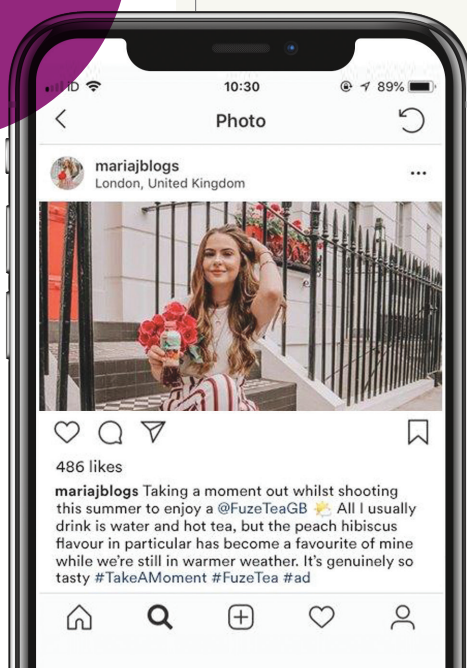 10:30
89%
Photo
mariajblogs
London, United Kingdom
486 likes
mariajblogs Taking a moment out whilst shooting
this summer to enjoy a @FuzeTeaGB 🌤️ All I usually
drink is water and hot tea, but the peach hibiscus
flavour in particular has become a favourite of mine
while we're still in warmer weather. It's genuinely so
tasty #TakeAMoment #FuzeTea #ad